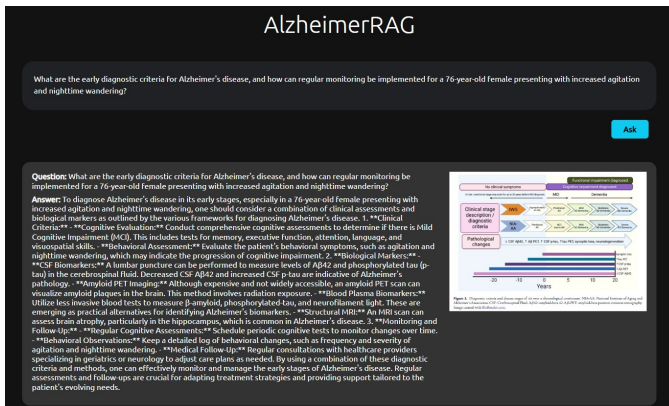 AlzheimerRAG
What are the early diagnostic criteria for Alzheimer's disease, and how can regular monitoring be implemented for a 76-year-old female presenting with increased agitation
and nighttime wandering?
Ask
Question: What are the early diagnostic criteria for Alzheimer's disease, and how can regular monitoring be
implemented for a 76-year-old female presenting with increased agitation and nighttime wandering?
Answer: To diagnose Alzheimer's disease in its early stages, especially in a 76-year-old female presenting with
increased agitation and nighttime wandering, one should consider a combination of clinical assessments and
biological markers as outlined by the various frameworks for diagnosing Alzheimer's disease. 1. **Clinical
Criteria:** - **Cognitive Evaluation:** Conduct comprehensive cognitive assessments to determine if there is Mild
Cognitive Impairment (MCI). This includes tests for memory, executive function, attention, language, and
visuospatial skills. - **Behavioral Assessment:** Evaluate the patient's behavioral symptoms, such as agitation and
nighttime wandering, which may indicate the progression of cognitive impairment. 2. **Biological Markers:** -
**CSF Biomarkers:** A lumbar puncture can be performed to measure levels of Aβ42 and phosphorylated tau (p-
tau) in the cerebrospinal fluid. Decreased CSF Aβ42 and increased CSF p-tau are indicative of Alzheimer's
pathology. - **Amyloid PET Imaging:** Although expensive and not widely accessible, an amyloid PET scan can
visualize amyloid plaques in the brain. This method involves radiation exposure. - **Blood Plasma Biomarkers:**
Utilize less invasive blood tests to measure β-amyloid, phosphorylated-tau, and neurofilament light. These are
emerging as practical alternatives for identifying Alzheimer's biomarkers. - **Structural MRI:** An MRI scan can
assess brain atrophy, particularly in the hippocampus, which is common in Alzheimer's disease. 3. **Monitoring and
Follow-Up:** - **Regular Cognitive Assessments:** Schedule periodic cognitive tests to monitor changes over time.
- **Behavioral Observations:** Keep a detailed log of behavioral changes, such as frequency and severity of
agitation and nighttime wandering. - **Medical Follow-Up:** Regular consultations with healthcare providers
specializing in geriatrics or neurology to adjust care plans as needed. By using a combination of these diagnostic
criteria and methods, one can effectively monitor and manage the early stages of Alzheimer's disease. Regular
assessments and follow-ups are crucial for adapting treatment strategies and providing support tailored to the
patient's evolving needs.
Functional impairment diagnosed
No clinical symptoms
Cognitive impairment diagnosed
MCI
Dementia
Clinical stage
description /
diagnostic
criteria
IWG
NIA-
AA
Pathological
changes
-20
-10
0
10
20
Years